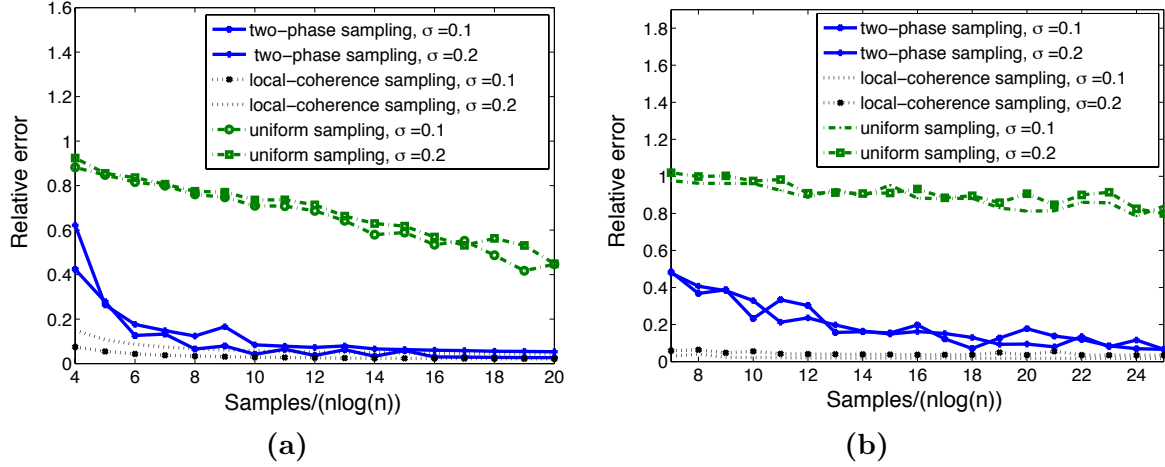 1.6
1.4
1.2
1
0.8
0.6
0.4
0.2
0
Relative error
two−phase sampling, σ =0.1
two−phase sampling, σ =0.2
local−coherence sampling, σ =0.1
local−coherence sampling, σ =0.2
uniform sampling, σ =0.1
uniform sampling, σ =0.2
4 6 8 10 12 14 16 18 20
Samples/(nlog(n))
(a)
1.8
1.6
1.4
1.2
1
0.8
0.6
0.4
0.2
0
Relative error
two−phase sampling, σ =0.1
two−phase sampling, σ =0.2
local−coherence sampling, σ =0.1
local−coherence sampling, σ=0.2
uniform sampling, σ =0.1
uniform sampling, σ =0.2
8 10 12 14 16 18 20 22 24
Samples/(nlog(n))
(b)